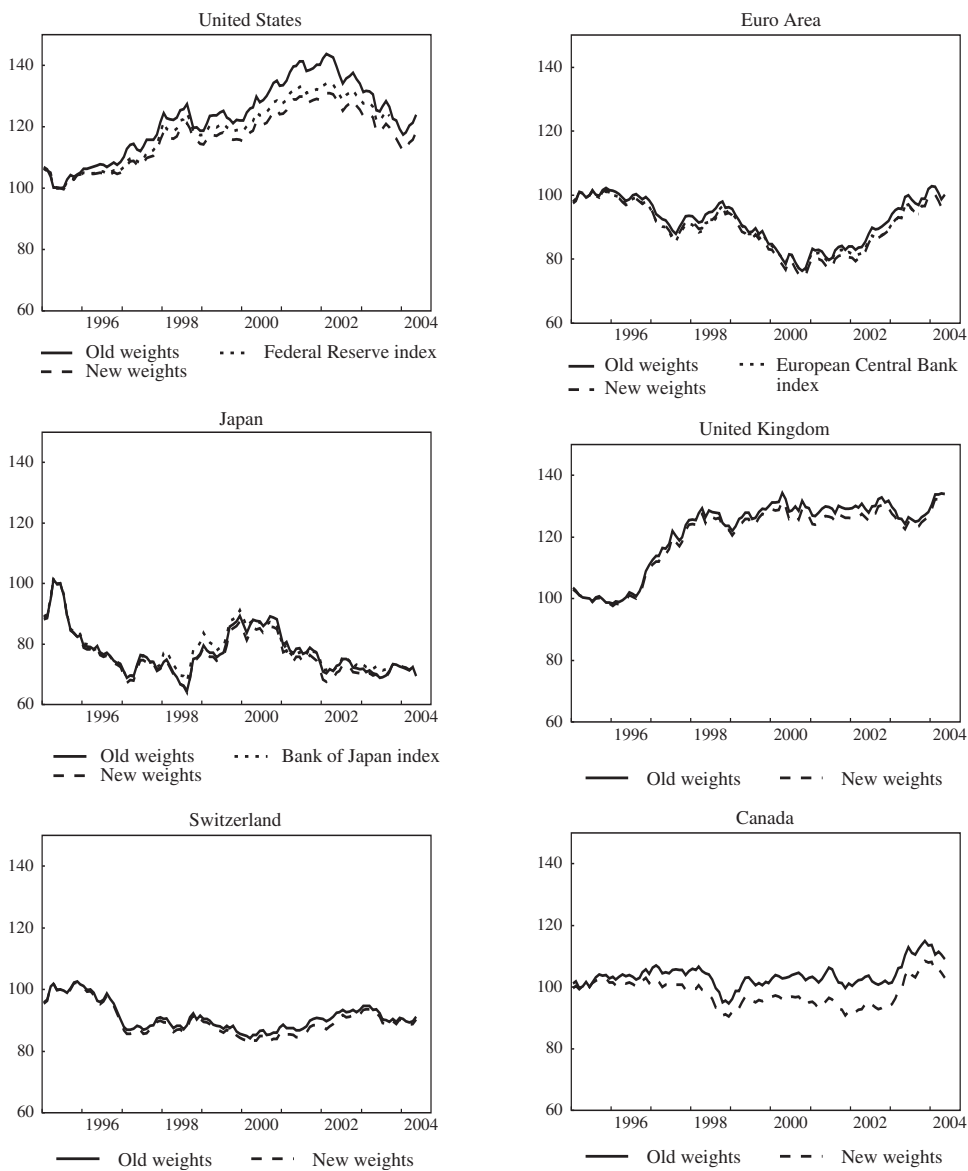 United States
140
120
100
80
60
1996 1998 2000 2002 2004
Old weights Federal Reserve index
New weights
Euro Area
140
120
100
80
60
1996 1998 2000 2002 2004
Old weights European Central Bank
New weights index
Japan
140
120
100
80
60
1996 1998 2000 2002 2004
Old weights Bank of Japan index
New weights
United Kingdom
140
120
100
80
60
1996 1998 2000 2002 2004
Old weights New weights
Switzerland
140
120
100
80
60
1996 1998 2000 2002 2004
Old weights New weights
Canada
140
120
100
80
60
1996 1998 2000 2002 2004
Old weights New weights